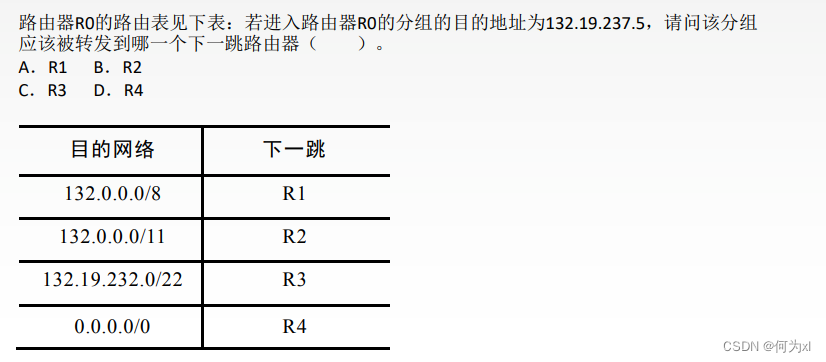 路由器R0的路由表见下表：若进入路由器R0的分组的目的地址为132.19.237.5，请问该分组
应该被转发到哪一个下一跳路由器（　　）。
A．R1　B．R2
C．R3　D．R4
目的网络　下一跳
132.0.0.0/8　R1
132.0.0.0/11　R2
132.19.232.0/22　R3
0.0.0.0/0　R4
CSDN @何为xl